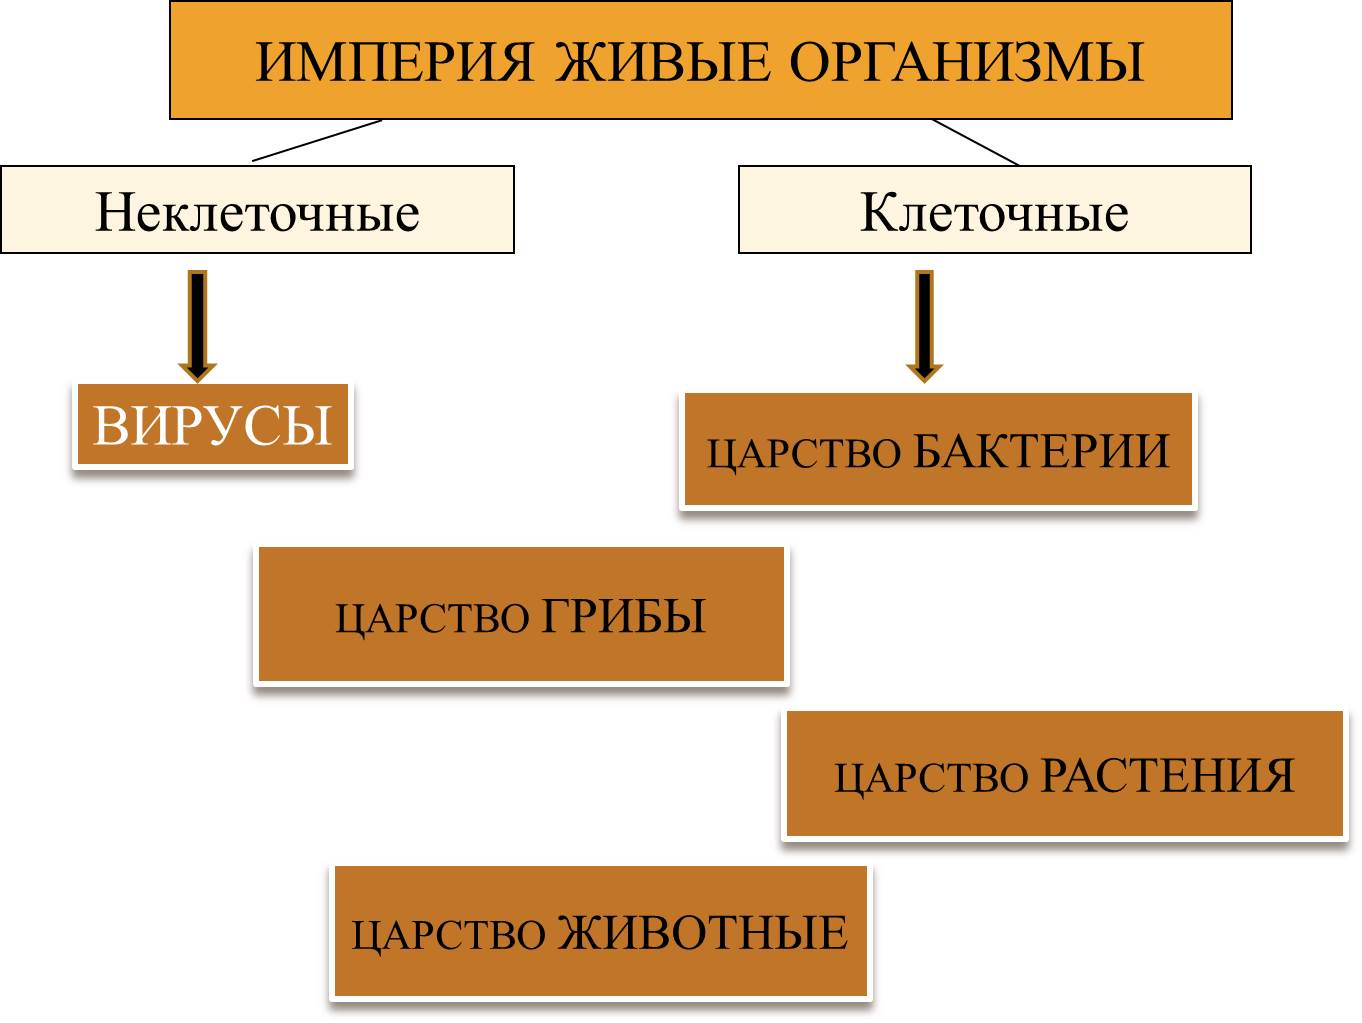 ИМПЕРИЯ ЖИВЫЕ ОРГАНИЗМЫ
Неклеточные
Клеточные
ВИРУСЫ
ЦАРСТВО БАКТЕРИИ
ЦАРСТВО ГРИБЫ
ЦАРСТВО РАСТЕНИЯ
ЦАРСТВО ЖИВОТНЫЕ